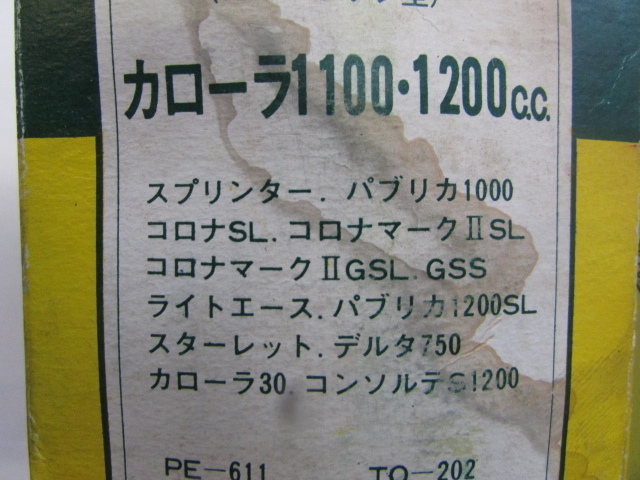 カローラ1100・1200C.C.
スプリンター. パブリカ1000
コロナSL. コロナマークⅡSL
コロナマークⅡGSL. GSS
ライトエース. パブリカ1200SL
スターレット. デルタ750
カローラ30. コンソルテS1200
PE-611 TO-202